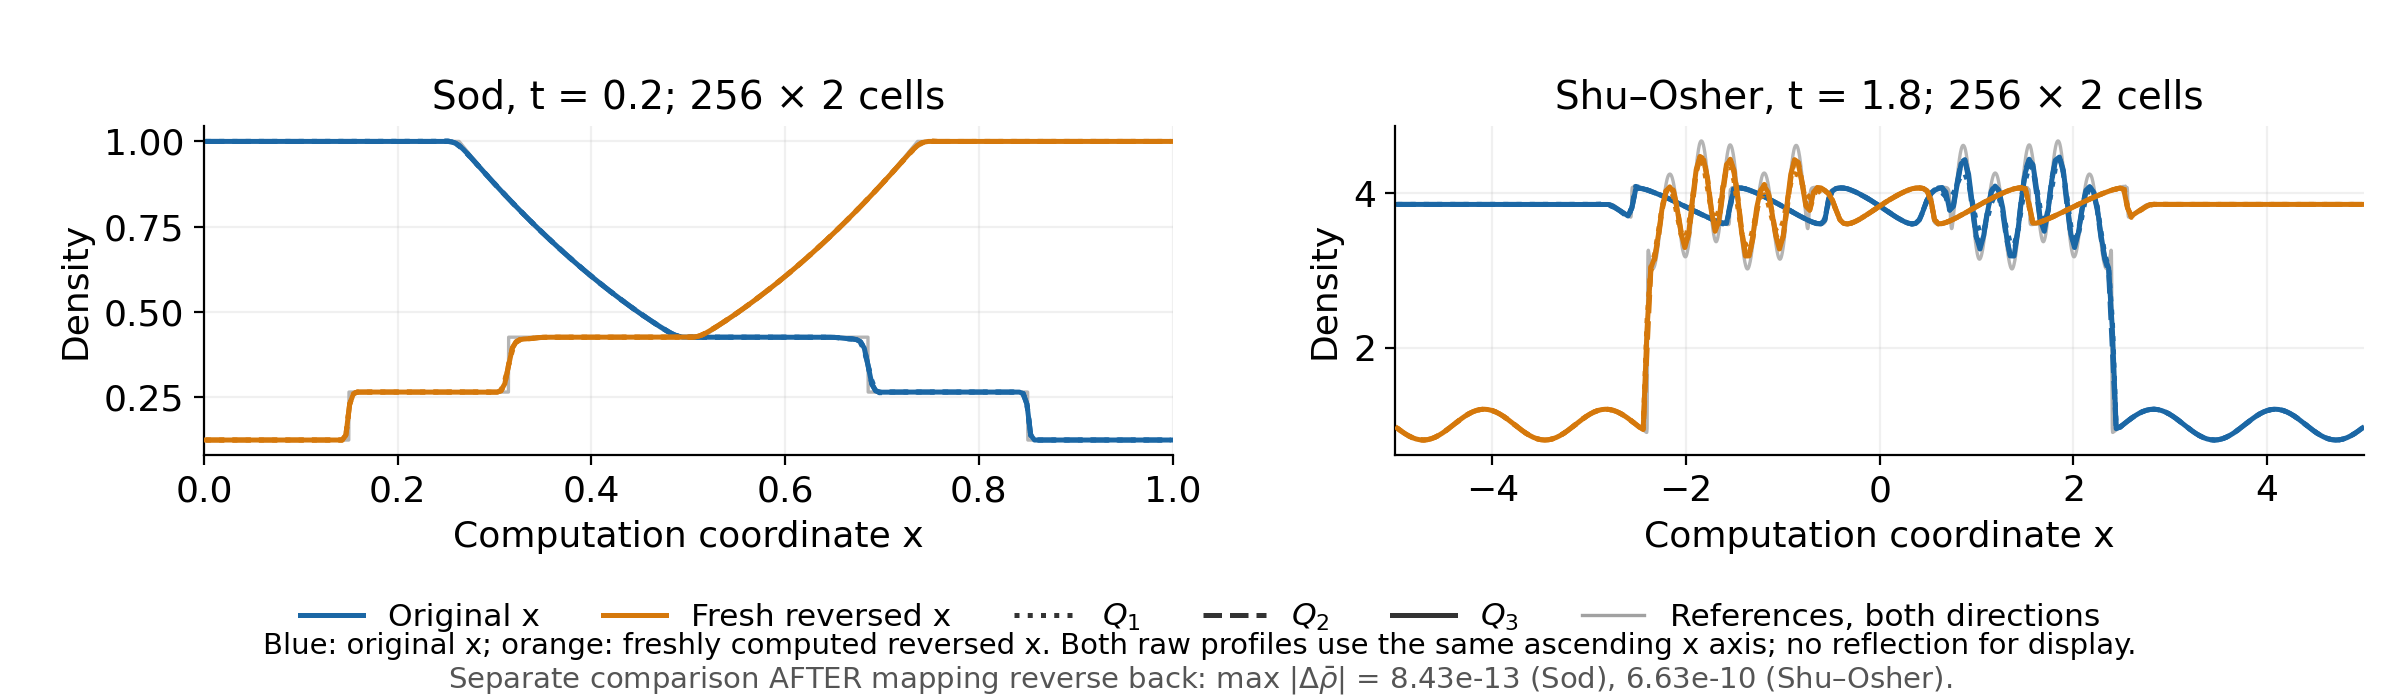 Sod, t = 0.2; 256 × 2 cells
Density
1.00
0.75
0.50
0.25
0.0 0.2 0.4 0.6 0.8 1.0
Computation coordinate x
Shu–Osher, t = 1.8; 256 × 2 cells
Density
4
2
−4 −2 0 2 4
Computation coordinate x
Original x Fresh reversed x Q₁ Q₂ Q₃ References, both directions
Blue: original x; orange: freshly computed reversed x. Both raw profiles use the same ascending x axis; no reflection for display.
Separate comparison AFTER mapping reverse back: max |Δρ̄| = 8.43e-13 (Sod), 6.63e-10 (Shu–Osher).